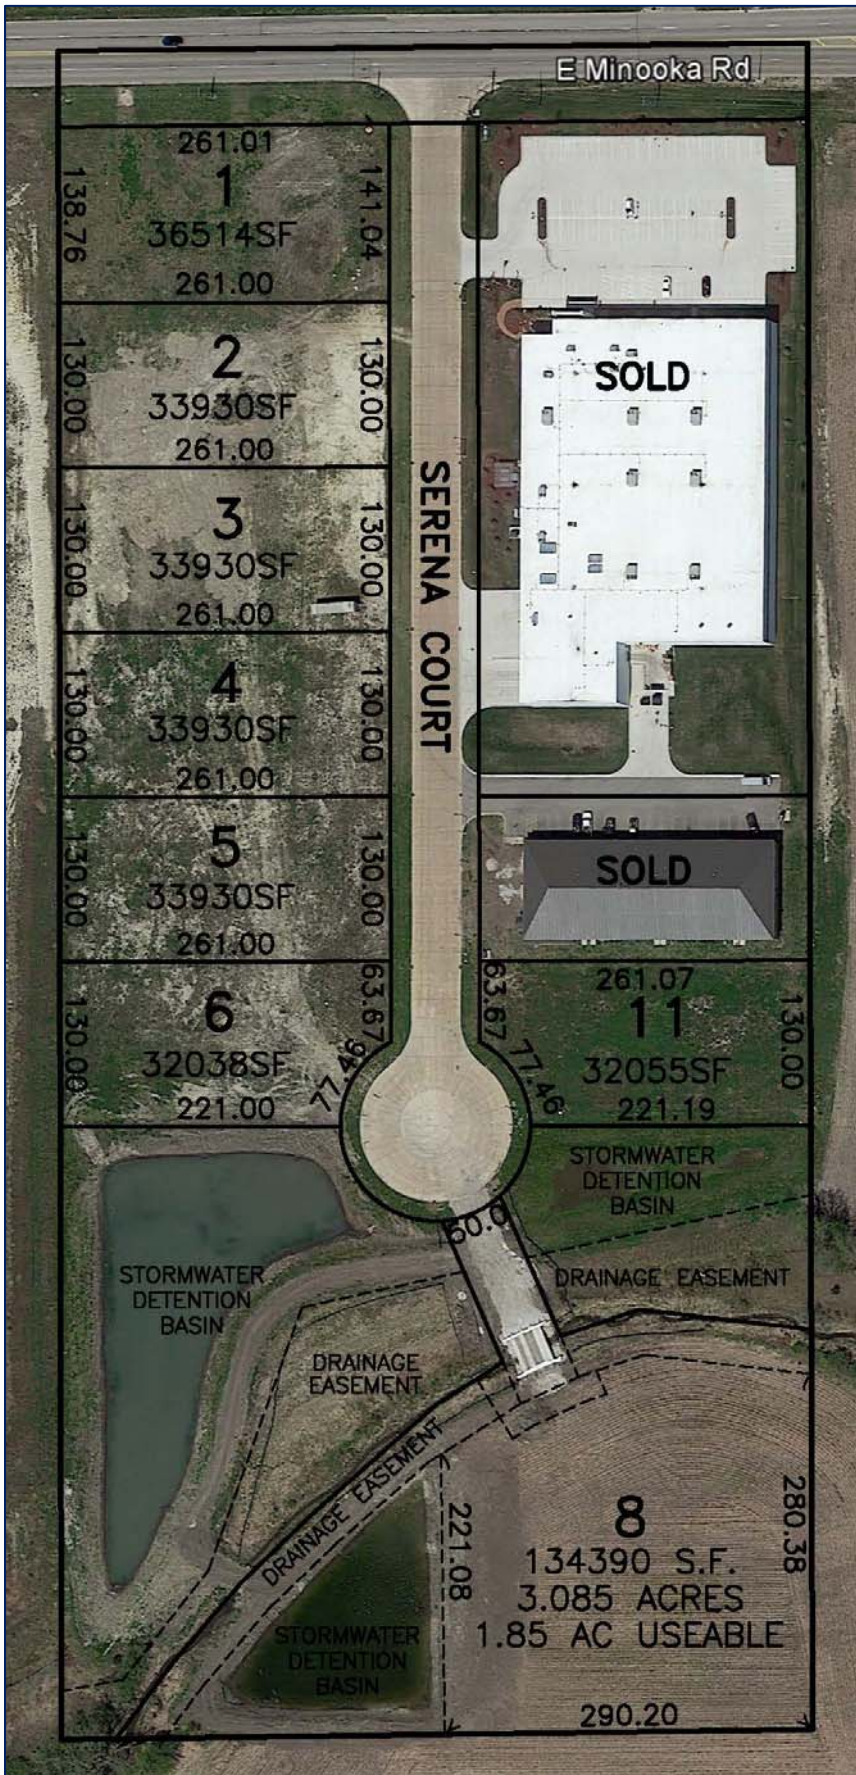 E Minooka Rd
261.01
1
36514SF
261.00
138.76
141.04
2
33930SF
261.00
130.00
130.00
3
33930SF
261.00
130.00
130.00
4
33930SF
261.00
130.00
130.00
5
33930SF
261.00
130.00
130.00
6
32038SF
221.00
130.00
63.67
77.46
SERENA COURT
SOLD
SOLD
261.07
11
32055SF
221.19
63.67
77.46
130.00
STORMWATER
DETENTION
BASIN
60.0
DRAINAGE EASEMENT
STORMWATER
DETENTION
BASIN
DRAINAGE
EASEMENT
DRAINAGE EASEMENT
STORMWATER
DETENTION
BASIN
221.08
8
134390 S.F.
3.085 ACRES
1.85 AC USEABLE
280.38
290.20